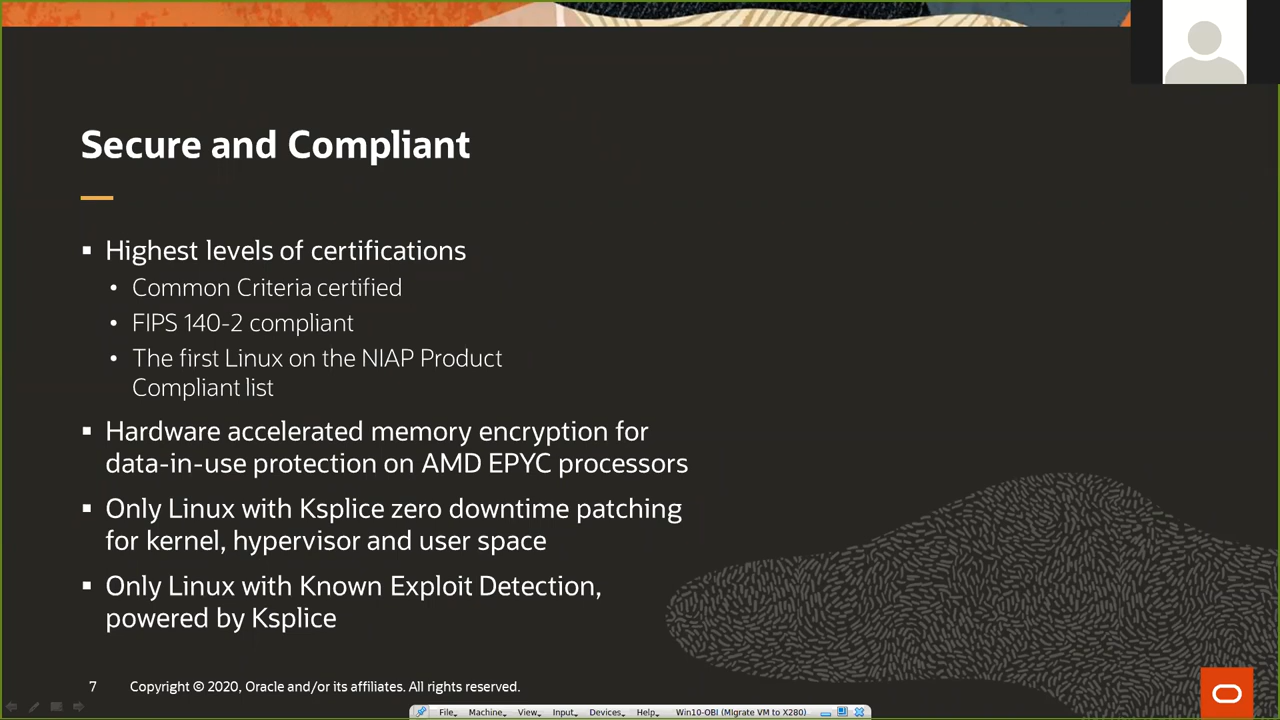 Secure and Compliant
▪ Highest levels of certifications
• Common Criteria certified
• FIPS 140-2 compliant
• The first Linux on the NIAP Product
Compliant list
▪ Hardware accelerated memory encryption for
data-in-use protection on AMD EPYC processors
▪ Only Linux with Ksplice zero downtime patching
for kernel, hypervisor and user space
▪ Only Linux with Known Exploit Detection,
powered by Ksplice
7 Copyright © 2020, Oracle and/or its affiliates. All rights reserved.
File Machine View Input Devices Help Win10-OBI (MIgrate VM to X280)